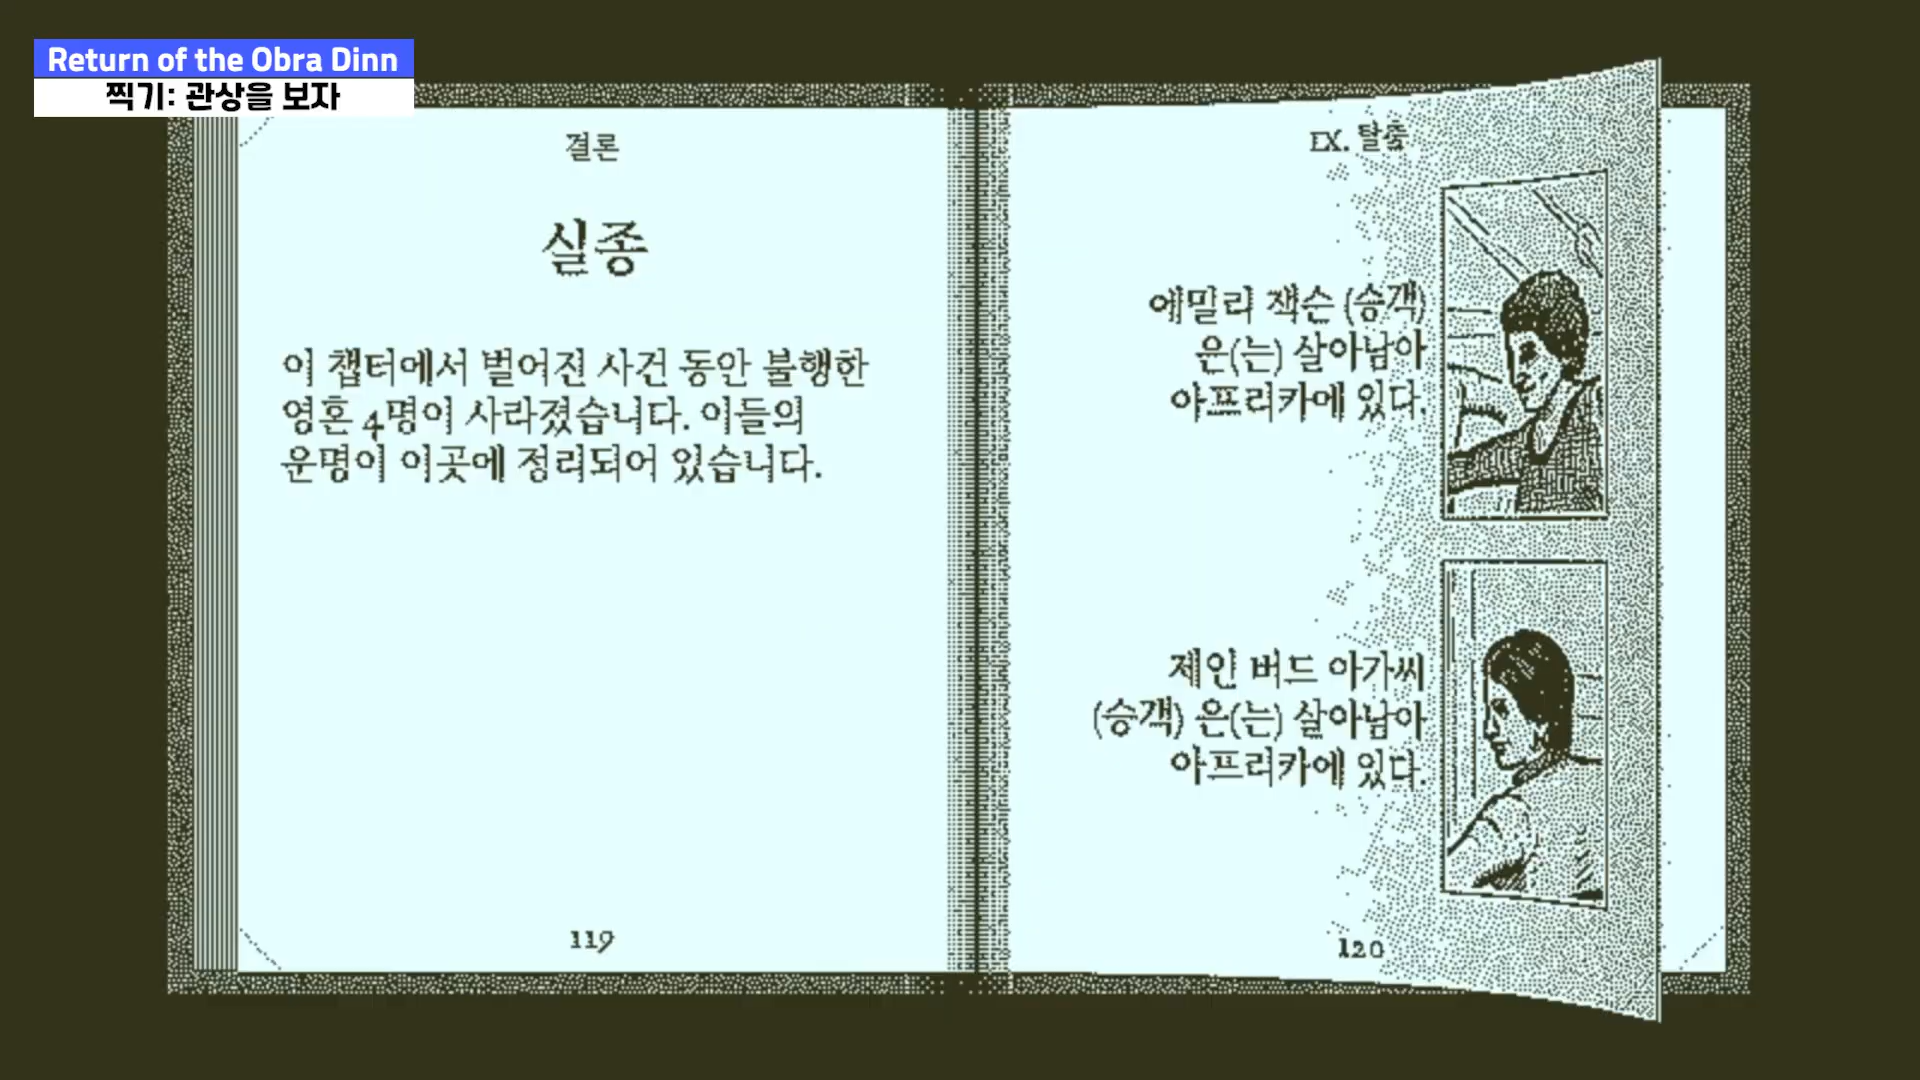 Return of the Obra Dinn
찍기: 관상을 보자
결론
실종
이 챕터에서 벌어진 사건 동안 불행한
영혼 4명이 사라졌습니다. 이들의
운명이 이곳에 정리되어 있습니다.
119
IX. 탈출
에밀리 잭슨 (승객)
은(는) 살아남아
아프리카에 있다.
제인 버드 아가씨
(승객) 은(는) 살아남아
아프리카에 있다.
120